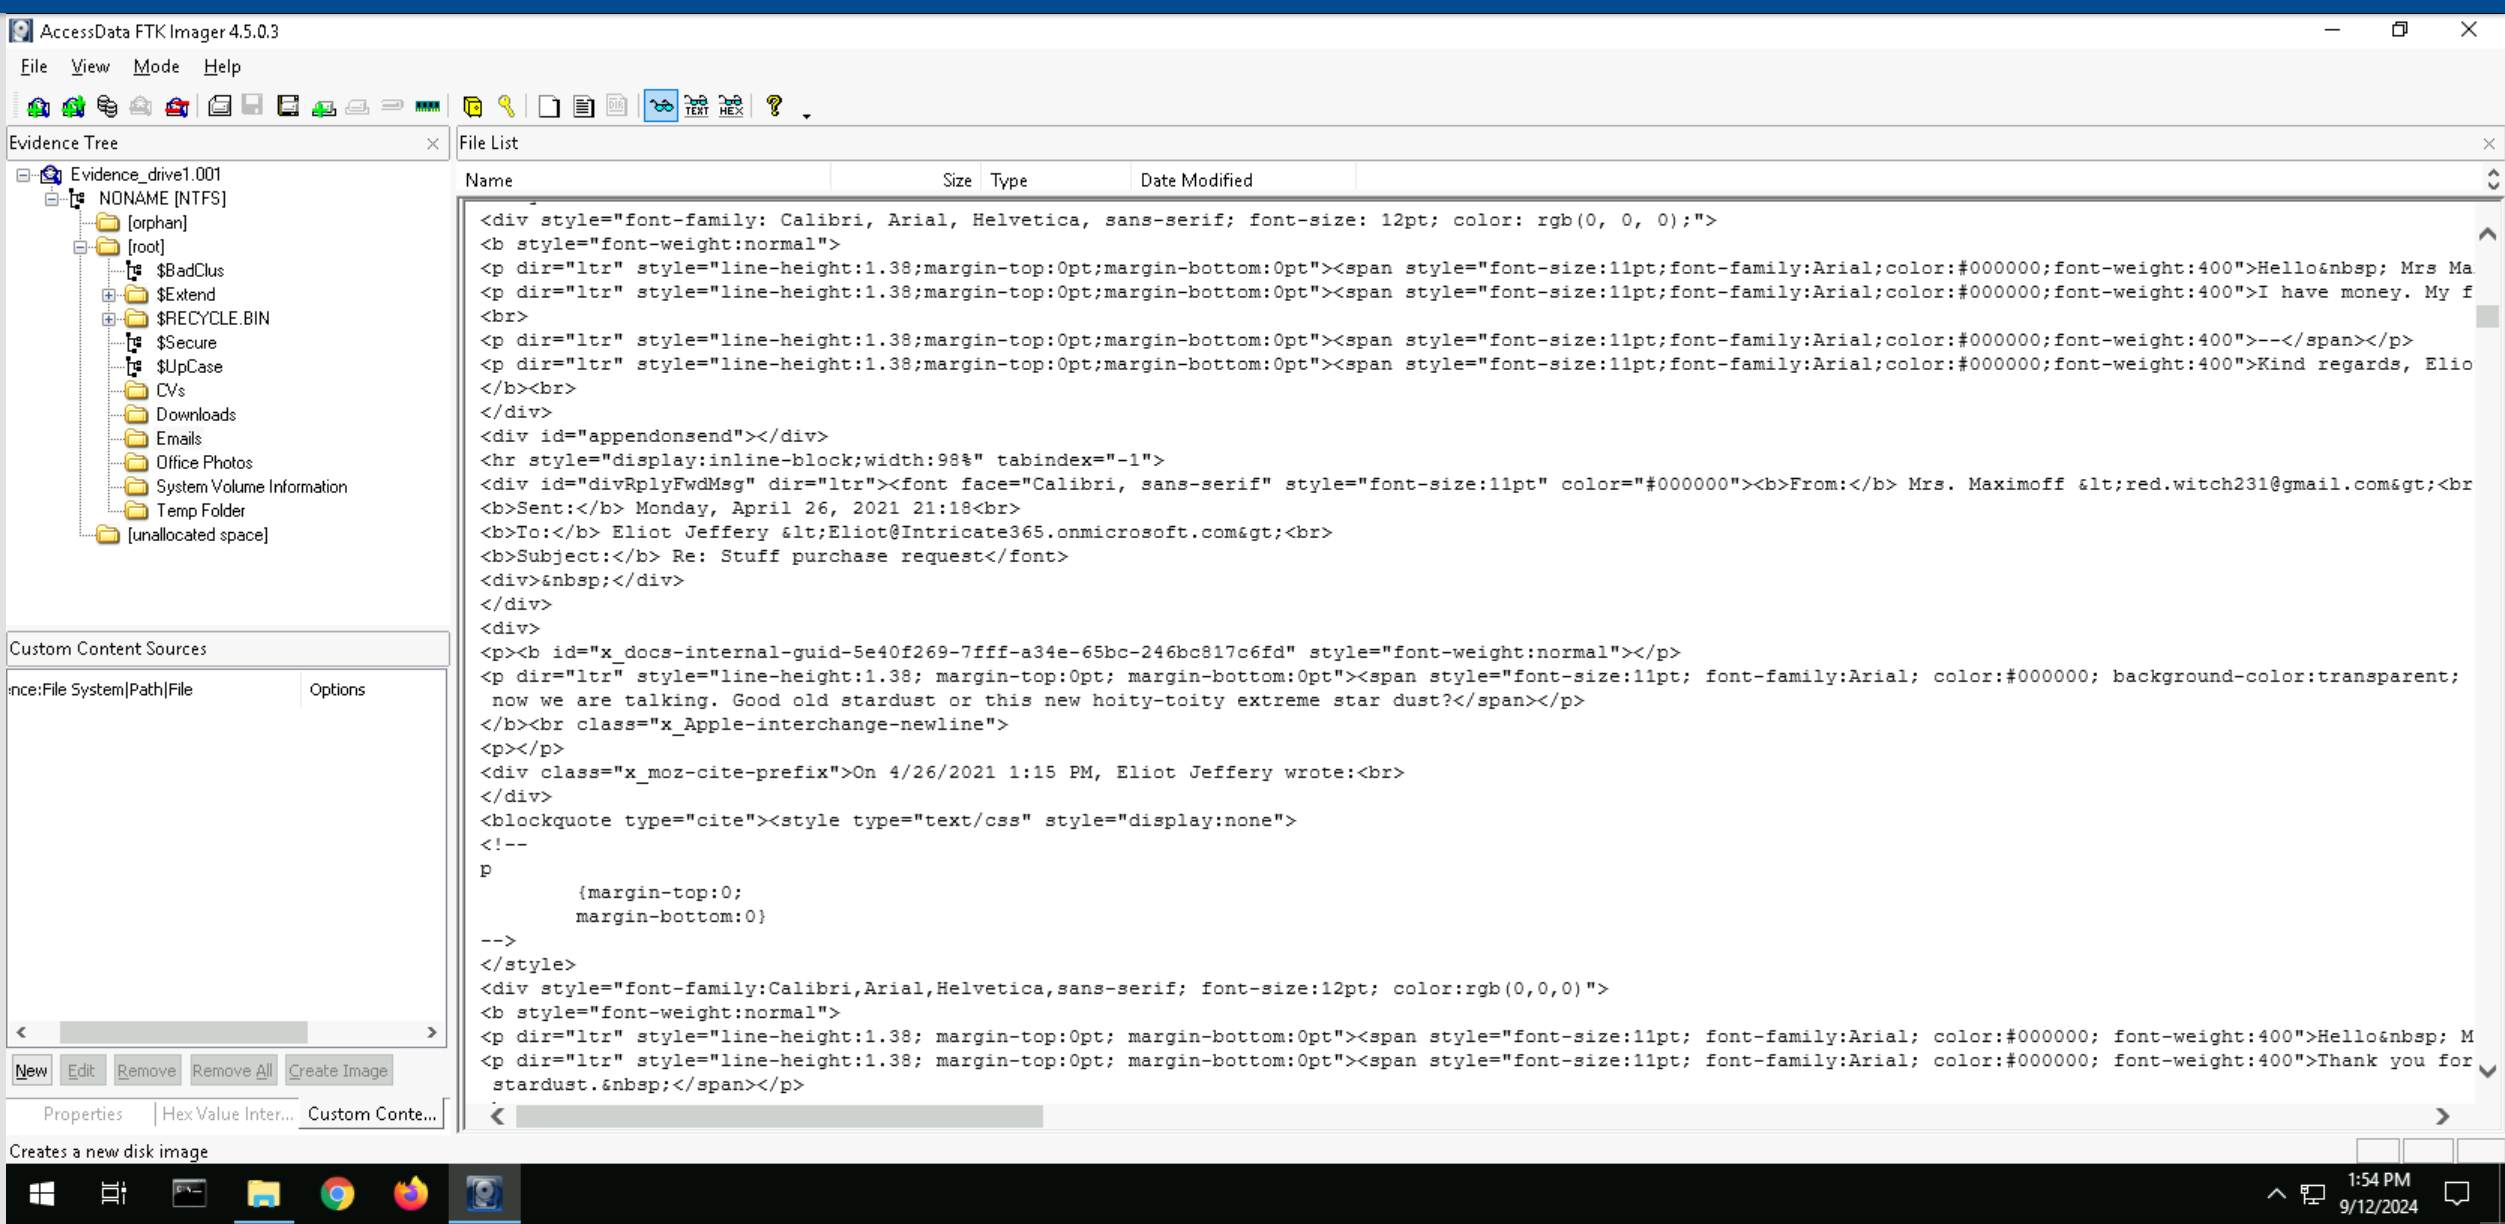 AccessData FTK Imager 4.5.0.3
File View Mode Help
TEXT HEX
Evidence Tree
File List
Evidence_drive1.001
NONAME [NTFS]
[orphan]
[root]
$BadClus
$Extend
$RECYCLE.BIN
$Secure
$UpCase
CVs
Downloads
Emails
Office Photos
System Volume Information
Temp Folder
[unallocated space]
Name Size Type Date Modified
<div style="font-family: Calibri, Arial, Helvetica, sans-serif; font-size: 12pt; color: rgb(0, 0, 0);">
<b style="font-weight:normal">
<p dir="ltr" style="line-height:1.38;margin-top:0pt;margin-bottom:0pt"><span style="font-size:11pt;font-family:Arial;color:#000000;font-weight:400">Hello&nbsp; Mrs Ma
<p dir="ltr" style="line-height:1.38;margin-top:0pt;margin-bottom:0pt"><span style="font-size:11pt;font-family:Arial;color:#000000;font-weight:400">I have money. My f
<br>
<p dir="ltr" style="line-height:1.38;margin-top:0pt;margin-bottom:0pt"><span style="font-size:11pt;font-family:Arial;color:#000000;font-weight:400">--</span></p>
<p dir="ltr" style="line-height:1.38;margin-top:0pt;margin-bottom:0pt"><span style="font-size:11pt;font-family:Arial;color:#000000;font-weight:400">Kind regards, Elio
</b><br>
</div>
<div id="appendonsend"></div>
<hr style="display:inline-block;width:98%" tabindex="-1">
<div id="divRplyFwdMsg" dir="ltr"><font face="Calibri, sans-serif" style="font-size:11pt" color="#000000"><b>From:</b> Mrs. Maximoff &lt;red.witch231@gmail.com&gt;<br
<b>Sent:</b> Monday, April 26, 2021 21:18<br>
<b>To:</b> Eliot Jeffery &lt;Eliot@Intricate365.onmicrosoft.com&gt;<br>
<b>Subject:</b> Re: Stuff purchase request</font>
<div>&nbsp;</div>
</div>
<div>
<p><b id="x_docs-internal-guid-5e40f269-7fff-a34e-65bc-246bc817c6fd" style="font-weight:normal"></p>
<p dir="ltr" style="line-height:1.38; margin-top:0pt; margin-bottom:0pt"><span style="font-size:11pt; font-family:Arial; color:#000000; background-color:transparent;
now we are talking. Good old stardust or this new hoity-toity extreme star dust?</span></p>
</b><br class="x_Apple-interchange-newline">
<p></p>
<div class="x_moz-cite-prefix">On 4/26/2021 1:15 PM, Eliot Jeffery wrote:<br>
</div>
<blockquote type="cite"><style type="text/css" style="display:none">
<!--
p
{margin-top:0;
margin-bottom:0}
-->
</style>
<div style="font-family:Calibri,Arial,Helvetica,sans-serif; font-size:12pt; color:rgb(0,0,0)">
<b style="font-weight:normal">
<p dir="ltr" style="line-height:1.38; margin-top:0pt; margin-bottom:0pt"><span style="font-size:11pt; font-family:Arial; color:#000000; font-weight:400">Hello&nbsp; M
<p dir="ltr" style="line-height:1.38; margin-top:0pt; margin-bottom:0pt"><span style="font-size:11pt; font-family:Arial; color:#000000; font-weight:400">Thank you for
stardust.&nbsp;</span></p>
Custom Content Sources
nce:File System|Path|File Options
New Edit Remove Remove All Create Image
Properties Hex Value Inter... Custom Conte...
Creates a new disk image
1:54 PM
9/12/2024